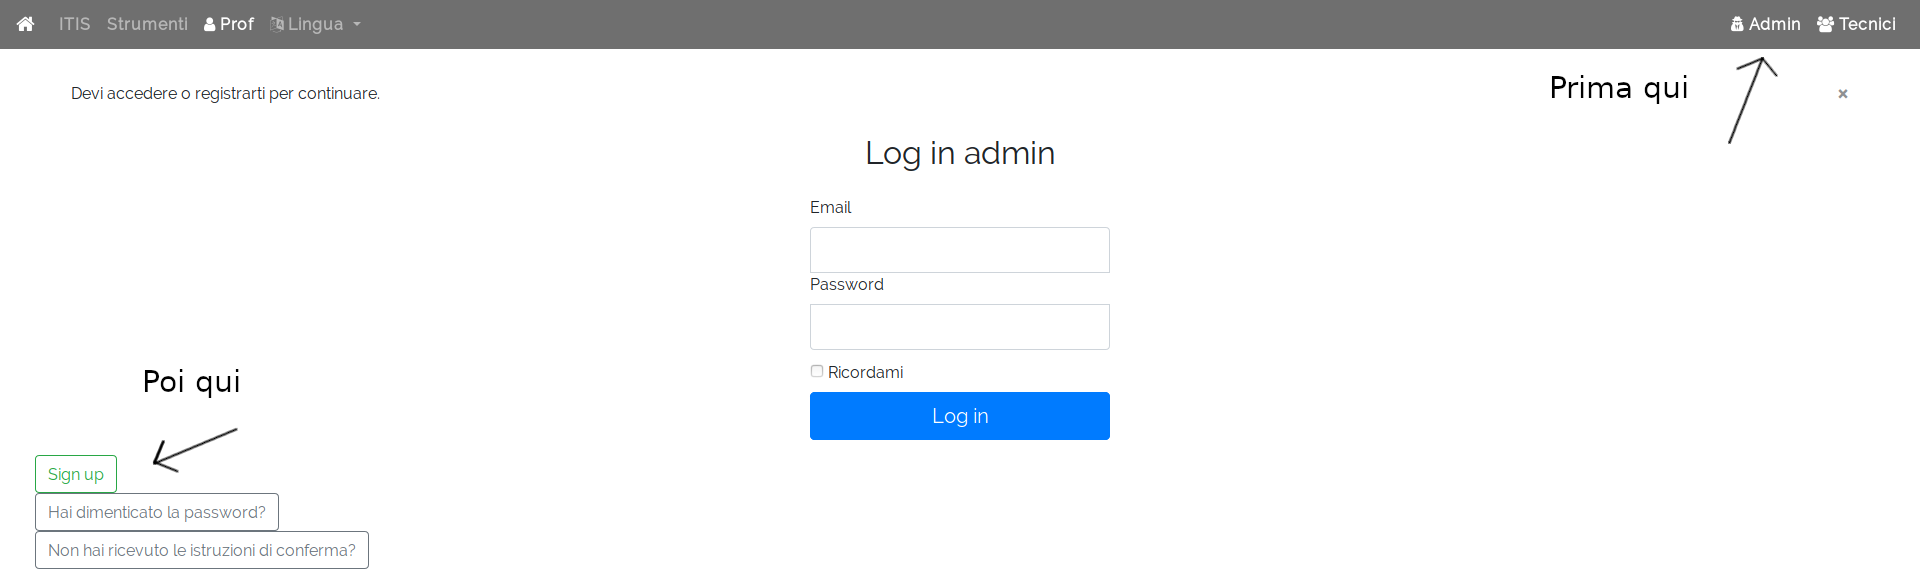 ITIS Strumenti Prof Lingua Admin Tecnici
Prima qui
Devi accedere o registrarti per continuare. ×
Log in admin
Email
Password
Ricordami
Log in
Poi qui
Sign up
Hai dimenticato la password?
Non hai ricevuto le istruzioni di conferma?